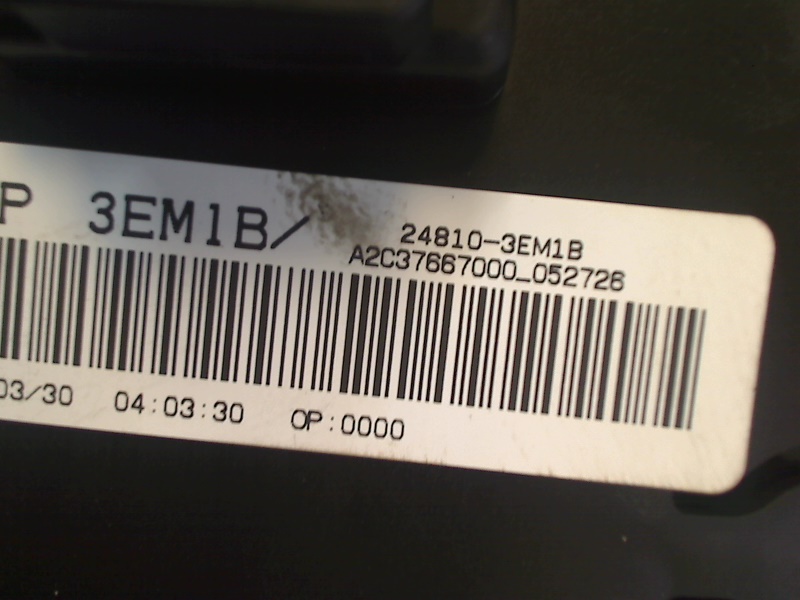 P 3EM1B/
24810-3EM1B
A2C37667000_052726
03/30 04:03:30 OP:0000